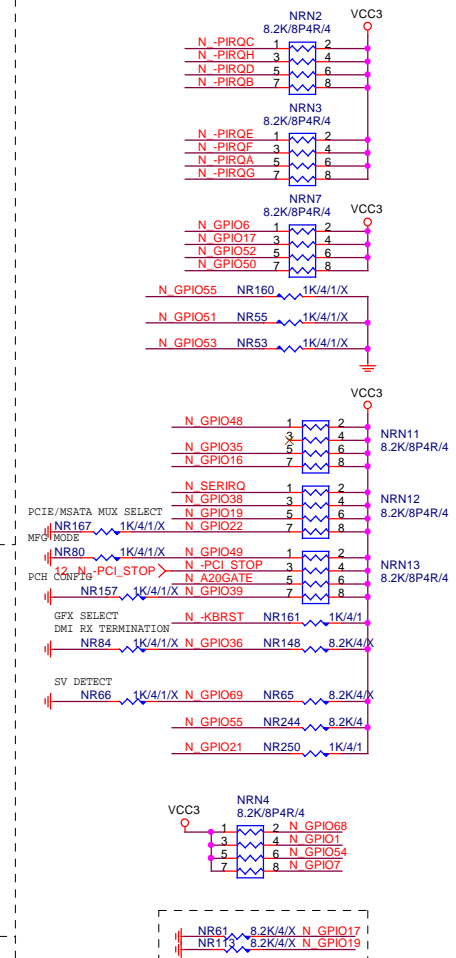 NRN2 VCC3
8.2K/8P4R/4
N_-PIRQC 1 2
N_-PIRQH 3 4
N_-PIRQD 5 6
N_-PIRQB 7 8
NRN3
8.2K/8P4R/4
N_-PIRQE 1 2
N_-PIRQF 3 4
N_-PIRQA 5 6
N_-PIRQG 7 8
NRN7 VCC3
8.2K/8P4R/4
N_GPIO6 1 2
N_GPIO17 3 4
N_GPIO52 5 6
N_GPIO50 7 8
N_GPIO55 NR160 1K/4/1/X
N_GPIO51 NR55 1K/4/1/X
N_GPIO53 NR53 1K/4/1/X
VCC3
N_GPIO48 1 2
3 4 NRN11
N_GPIO35 5 6 8.2K/8P4R/4
N_GPIO16 7 8
N_SERIRQ 1 2
N_GPIO38 3 4 NRN12
N_GPIO19 5 6 8.2K/8P4R/4
PCIE/MSATA MUX SELECT
NR167 1K/4/1/X N_GPIO22 7 8
MFG MODE
NR80 1K/4/1/X N_GPIO49 1 2
12 N_-PCI_STOP N_-PCI_STOP 3 4 NRN13
PCH CONFIG N_A20GATE 5 6 8.2K/8P4R/4
NR157 1K/4/1/X N_GPIO39 7 8
GFX SELECT N_-KBRST NR161 1K/4/1
DMI RX TERMINATION
NR84 1K/4/1/X N_GPIO36 NR148 8.2K/4/X
SV DETECT
NR66 1K/4/1/X N_GPIO69 NR65 8.2K/4/X
N_GPIO55 NR244 8.2K/4
N_GPIO21 NR250 1K/4/1
NRN4
VCC3 8.2K/8P4R/4
1 2 N_GPIO68
3 4 N_GPIO1
5 6 N_GPIO54
7 8 N_GPIO7
NR61 8.2K/4/X N_GPIO17
NR113 8.2K/4/X N_GPIO19